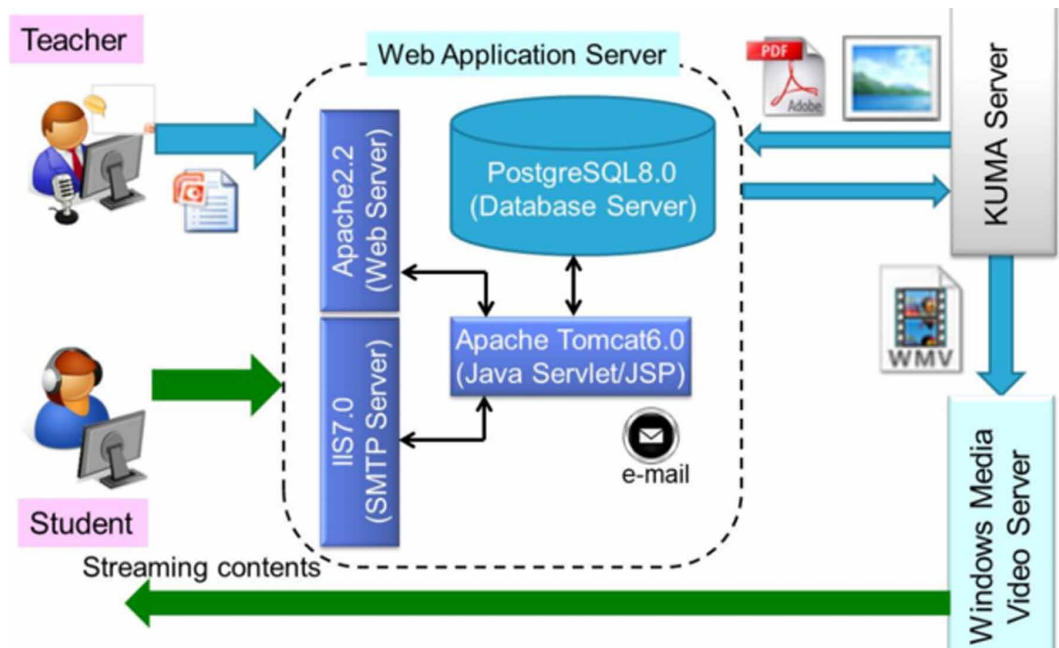 Teacher
Web Application Server
PDF
Adobe
KUMA Server
Apache2.2
(Web Server)
PostgreSQL8.0
(Database Server)
WMV
Apache Tomcat6.0
(Java Servlet/JSP)
IIS7.0
(SMTP Server)
e-mail
Student
Streaming contents
Windows Media
Video Server